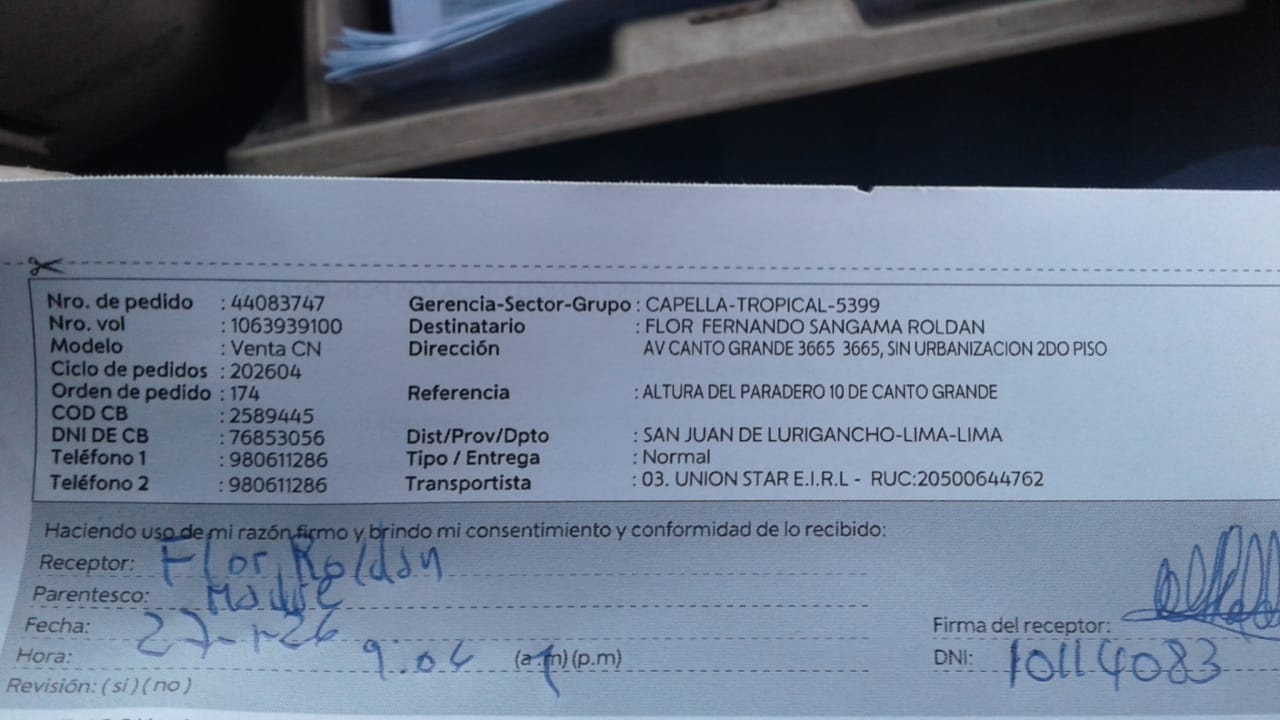 Nro. de pedido : 44083747 Gerencia-Sector-Grupo : CAPELLA-TROPICAL-5399
Nro. vol : 1063939100 Destinatario : FLOR FERNANDO SANGAMA ROLDAN
Modelo : Venta CN Dirección AV CANTO GRANDE 3665 3665, SIN URBANIZACION 2DO PISO
Ciclo de pedidos : 202604
Orden de pedido : 174 Referencia : ALTURA DEL PARADERO 10 DE CANTO GRANDE
COD CB : 2589445
DNI DE CB : 76853056 Dist/Prov/Dpto : SAN JUAN DE LURIGANCHO-LIMA-LIMA
Teléfono 1 : 980611286 Tipo / Entrega : Normal
Teléfono 2 : 980611286 Transportista : 03. UNION STAR E.I.R.L - RUC:20500644762
Haciendo uso de mi razón firmo y brindo mi consentimiento y conformidad de lo recibido:
Receptor: Flor Roldan
Parentesco: Madre
Fecha: 27-1-26 Firma del receptor:
Hora: 9:04 (a.m) (p.m) DNI: 10114083
Revisión: (si) (no)